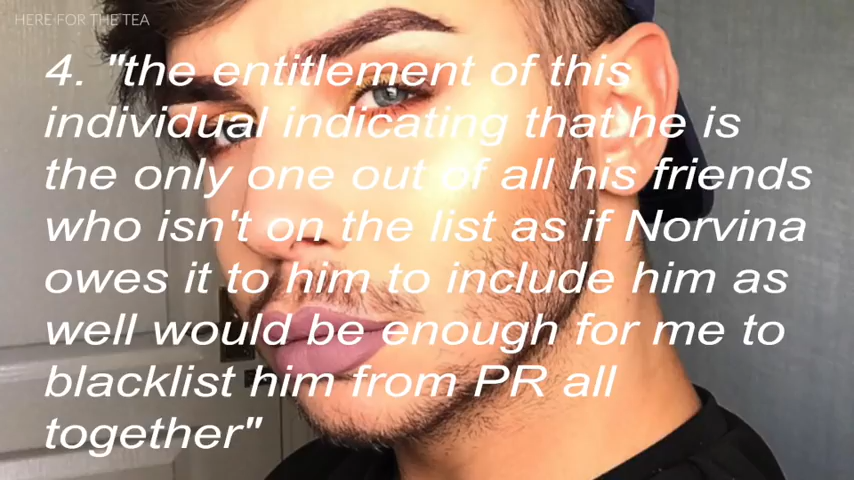 HERE FOR THE TEA
4. "the entitlement of this
individual indicating that he is
the only one out of all his friends
who isn't on the list as if Norvina
owes it to him to include him as
well would be enough for me to
blacklist him from PR all
together"